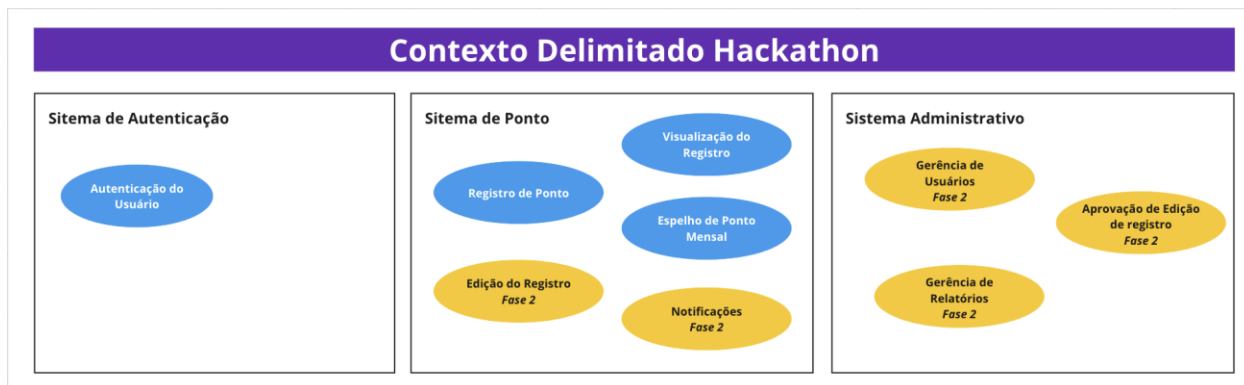 Contexto Delimitado Hackathon
Sitema de Autenticação
Autenticação do
Usuário
Sitema de Ponto
Visualização do
Registro
Registro de Ponto
Espelho de Ponto
Mensal
Edição do Registro
Fase 2
Notificações
Fase 2
Sistema Administrativo
Gerência de
Usuários
Fase 2
Aprovação de Edição
de registro
Fase 2
Gerência de
Relatórios
Fase 2